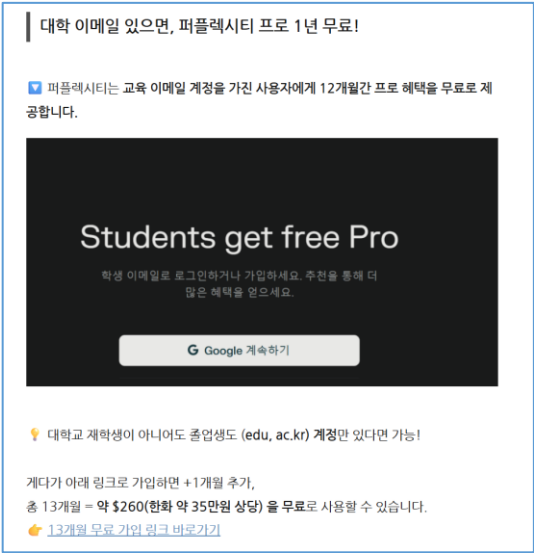 대학 이메일 있으면, 퍼플렉시티 프로 1년 무료!
🔽 퍼플렉시티는 교육 이메일 계정을 가진 사용자에게 12개월간 프로 혜택을 무료로 제
공합니다.
Students get free Pro
학생 이메일로 로그인하거나 가입하세요. 추천을 통해 더
많은 혜택을 얻으세요.
G Google 계속하기
💡 대학교 재학생이 아니어도 졸업생도 (edu, ac.kr) 계정만 있다면 가능!
게다가 아래 링크로 가입하면 +1개월 추가,
총 13개월 = 약 $260(한화 약 35만원 상당) 을 무료로 사용할 수 있습니다.
👉 13개월 무료 가입 링크 바로가기